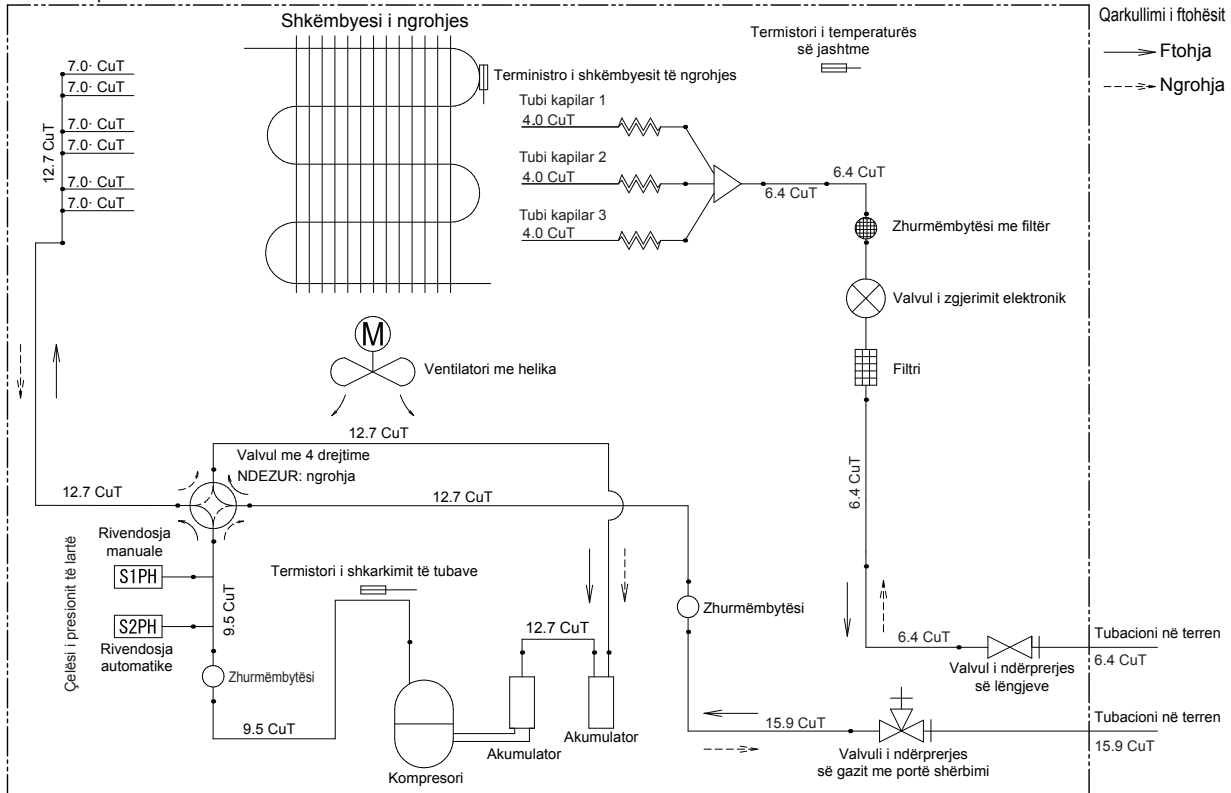 Shkëmbyesi i ngrohjes
Termistori i temperaturës
së jashtme
Qarkullimi i ftohësit
Ftohja
Ngrohja
7.0· CuT
7.0· CuT
7.0· CuT
7.0· CuT
7.0· CuT
7.0· CuT
12.7 CuT
Terministro i shkëmbyesit të ngrohjes
Tubi kapilar 1
4.0 CuT
Tubi kapilar 2
4.0 CuT
Tubi kapilar 3
4.0 CuT
6.4 CuT
6.4 CuT
Zhurmëmbytësi me filtër
Valvul i zgjerimit elektronik
Filtri
M
Ventilatori me helika
12.7 CuT
Valvul me 4 drejtime
NDEZUR: ngrohja
12.7 CuT
12.7 CuT
6.4 CuT
Çelësi i presionit të lartë
Rivendosja
manuale
S1PH
S2PH
Rivendosja
automatike
9.5 CuT
Termistori i shkarkimit të tubave
Zhurmëmbytësi
Zhurmëmbytësi
12.7 CuT
9.5 CuT
Kompresori
Akumulator
Akumulator
6.4 CuT
Valvul i ndërprerjes
së lëngjeve
Tubacioni në terren
6.4 CuT
15.9 CuT
Valvuli i ndërprerjes
së gazit me portë shërbimi
Tubacioni në terren
15.9 CuT